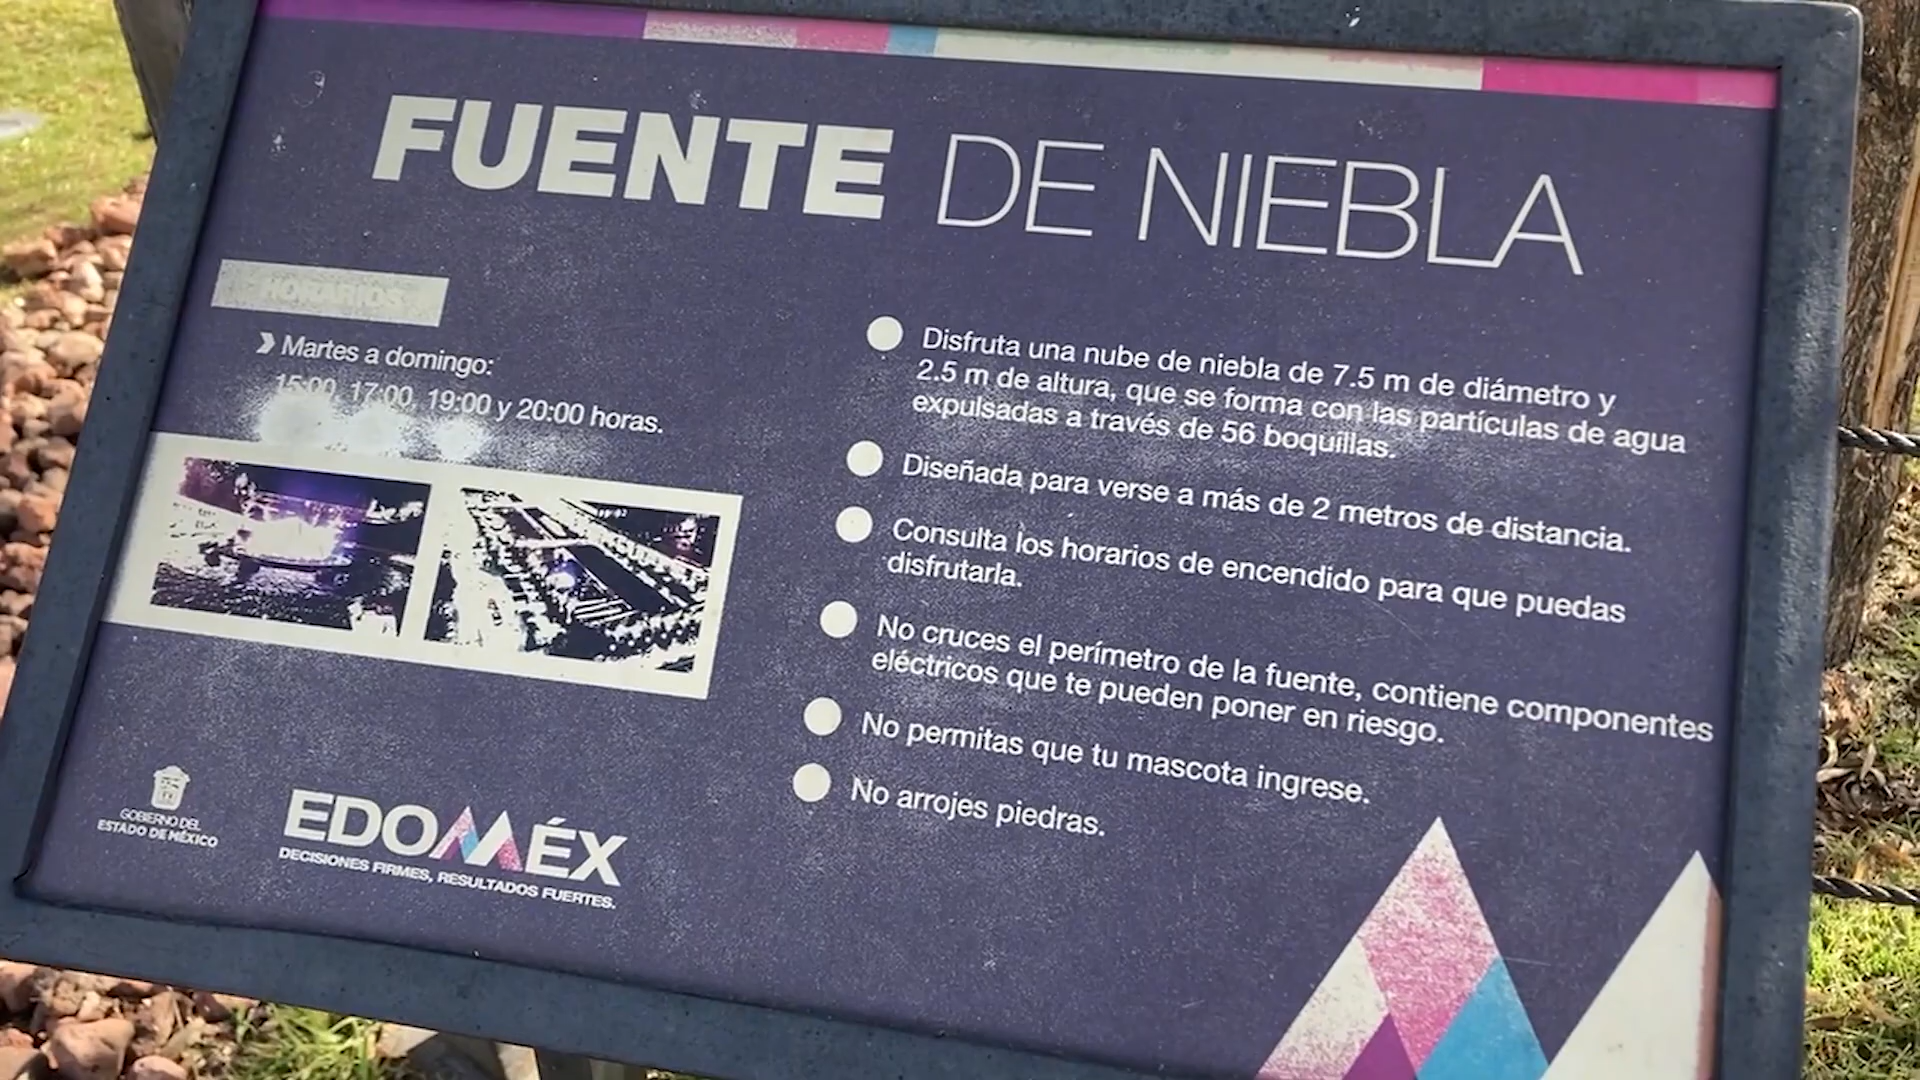 FUENTE DE NIEBLA
HORARIOS
Martes a domingo:
15:00, 17:00, 19:00 y 20:00 horas.
Disfruta una nube de niebla de 7.5 m de diámetro y
2.5 m de altura, que se forma con las partículas de agua
expulsadas a través de 56 boquillas.
Diseñada para verse a más de 2 metros de distancia.
Consulta los horarios de encendido para que puedas
disfrutarla.
No cruces el perímetro de la fuente, contiene componentes
eléctricos que te pueden poner en riesgo.
No permitas que tu mascota ingrese.
No arrojes piedras.
GOBIERNO DEL
ESTADO DE MÉXICO
EDOMÉX
DECISIONES FIRMES, RESULTADOS FUERTES.